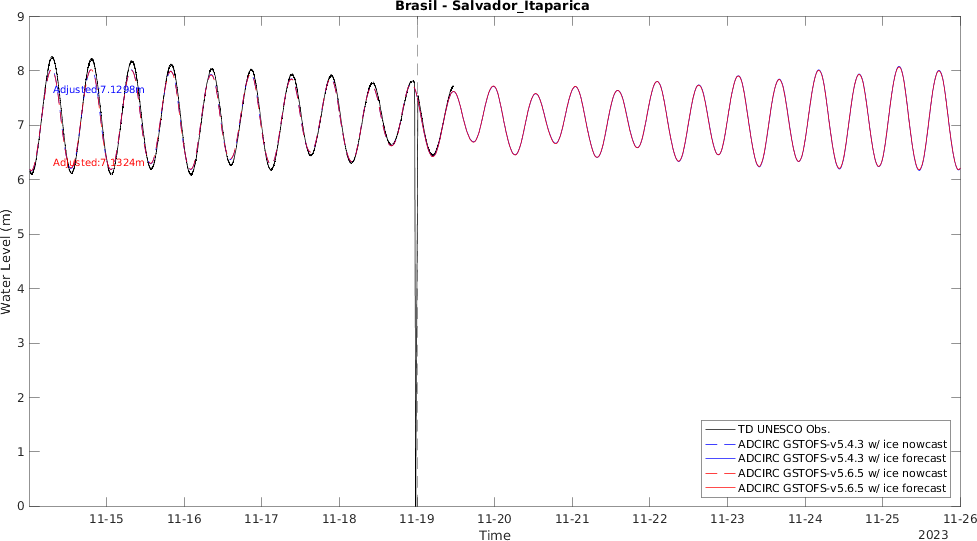 Brasil - Salvador_Itaparica
9
8
7
6
5
4
3
2
1
0
Water Level (m)
Adjusted:7.1298m
Adjusted:7.1324m
TD UNESCO Obs.
ADCIRC GSTOFS-v5.4.3 w/ ice nowcast
ADCIRC GSTOFS-v5.4.3 w/ ice forecast
ADCIRC GSTOFS-v5.6.5 w/ ice nowcast
ADCIRC GSTOFS-v5.6.5 w/ ice forecast
11-15 11-16 11-17 11-18 11-19 11-20 11-21 11-22 11-23 11-24 11-25 11-26
Time
2023